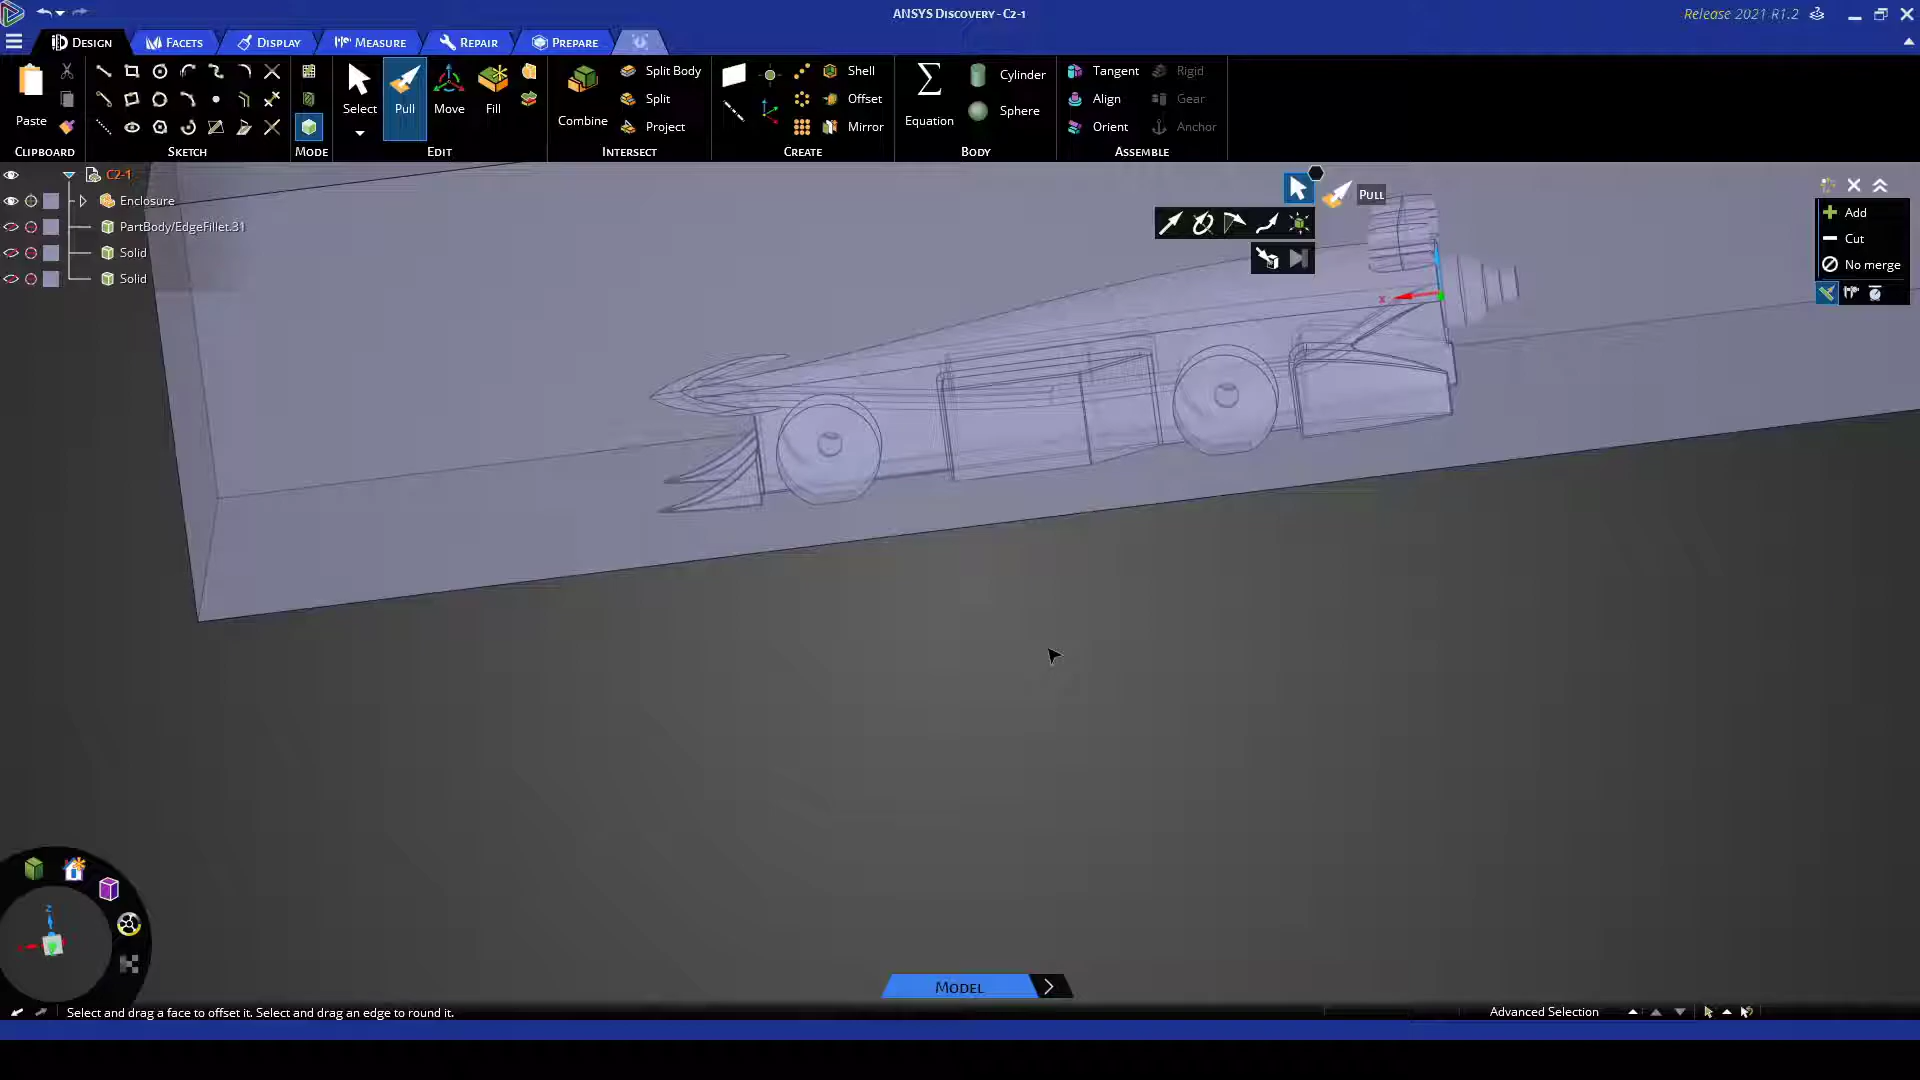 ANSYS Discovery - C2-1
Release 2021 R1.2
Design
Facets
Display
Measure
Repair
Prepare
Paste
Clipboard
Sketch
Mode
Select
Pull
Move
Fill
Edit
Combine
Split Body
Split
Project
Intersect
Shell
Offset
Mirror
Create
Equation
Cylinder
Sphere
Body
Tangent
Align
Orient
Rigid
Gear
Anchor
Assemble
C2-1
Enclosure
PartBody/EdgeFillet.31
Solid
Solid
Pull
Add
Cut
No merge
x
z
Model
Select and drag a face to offset it. Select and drag an edge to round it.
Advanced Selection